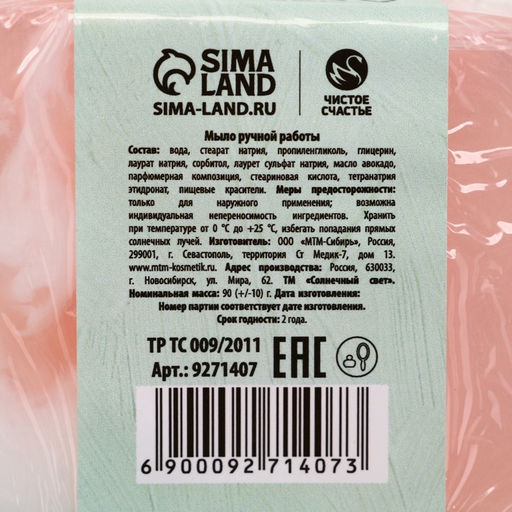 SIMA
LAND
SIMA-LAND.RU
ЧИСТОЕ
СЧАСТЬЕ
Мыло ручной работы
Состав: вода, стеарат натрия, пропиленгликоль, глицерин,
лаурат натрия, сорбитол, лаурет сульфат натрия, масло авокадо,
парфюмерная композиция, стеариновая кислота, тетранатрия
этидронат, пищевые красители. Меры предосторожности:
только для наружного применения; возможна
индивидуальная непереносимость ингредиентов. Хранить
при температуре от 0 °C до +25 °C, избегать попадания прямых
солнечных лучей. Изготовитель: ООО «МТМ-Сибирь», Россия,
299001, г. Севастополь, территория Ст Медик-7, дом 13.
www.mtm-kosmetik.ru. Адрес производства: Россия, 630033,
г. Новосибирск, ул. Мира, 62. ТМ «Солнечный свет».
Номинальная масса: 90 (+/-10) г. Дата изготовления:
Номер партии соответствует дате изготовления.
Срок годности: 2 года.
ТР ТС 009/2011
Арт.: 9271407
EAC
6 900092 714073